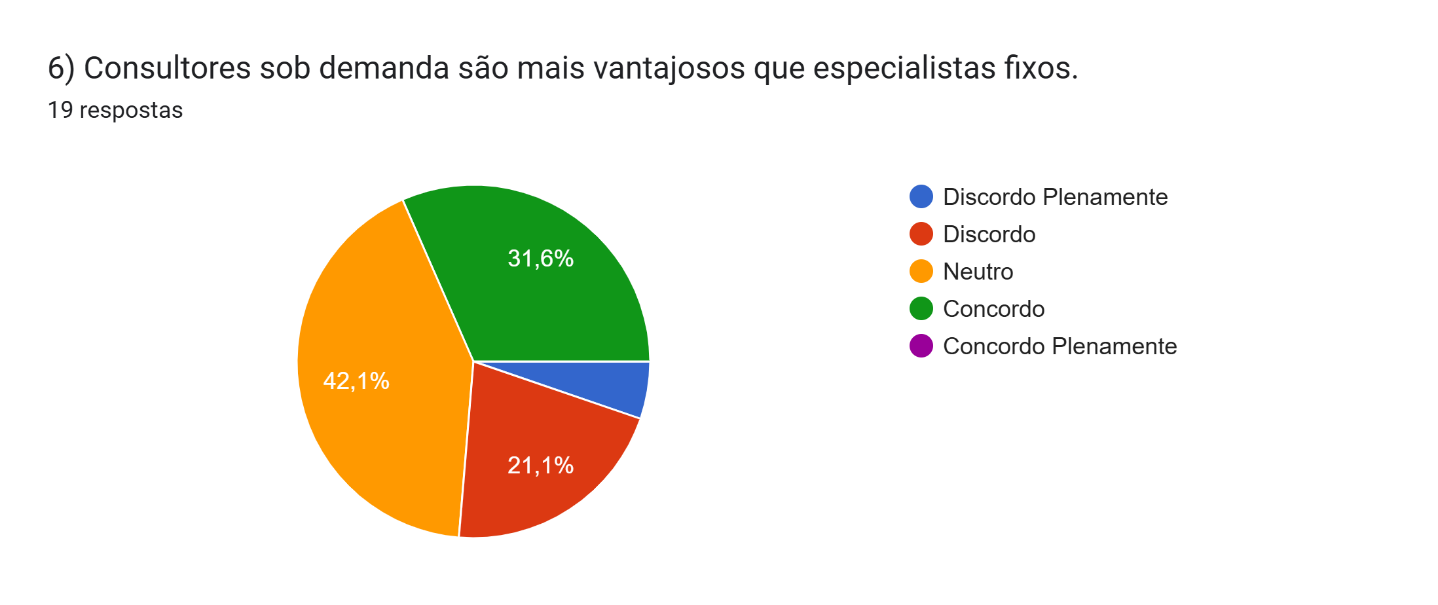 6) Consultores sob demanda são mais vantajosos que especialistas fixos.
19 respostas
31,6%
42,1%
21,1%
Discordo Plenamente
Discordo
Neutro
Concordo
Concordo Plenamente